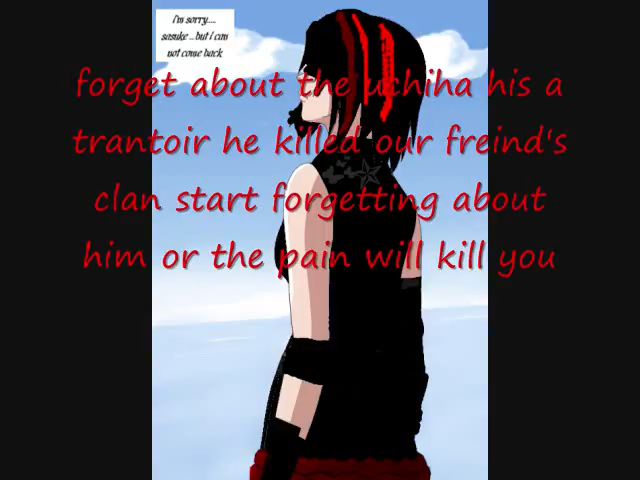 I'm sorry....
sasuke ...but i can
not come back
forget about the uchiha his a
trantoir he killed our freind's
clan start forgetting about
him or the pain will kill you